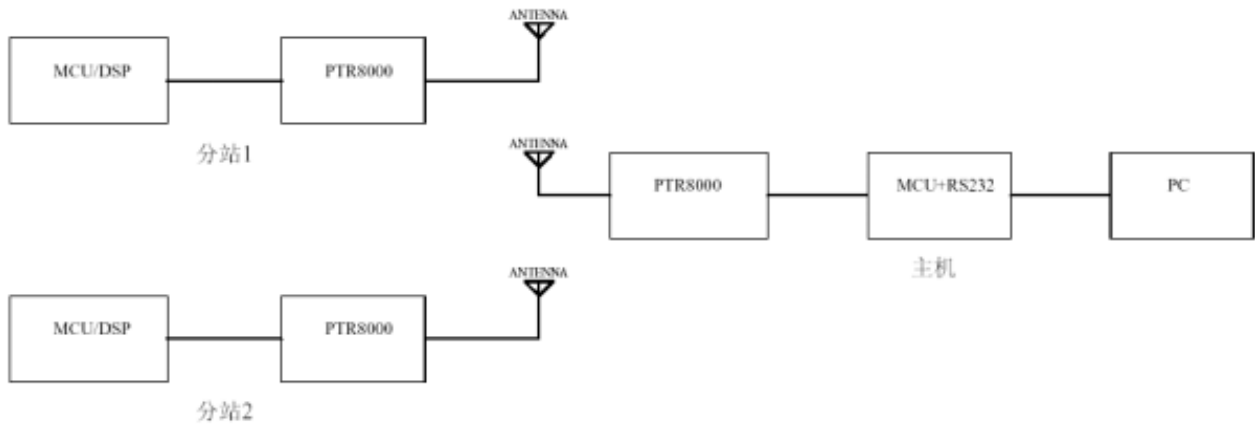 ANTENNA
MCU/DSP
PTR8000
分站1
ANTENNA
PTR8000
MCU+RS232
PC
主机
ANTENNA
MCU/DSP
PTR8000
分站2